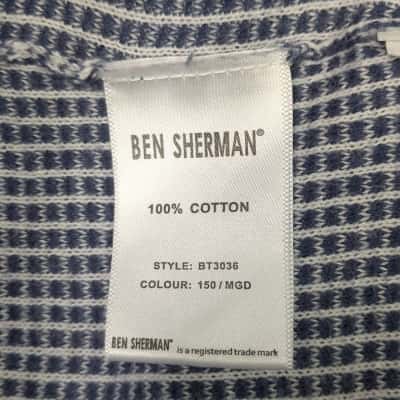 BEN SHERMAN®
100% COTTON
STYLE: BT3036
COLOUR: 150 / MGD
BEN SHERMAN® is a registered trade mark